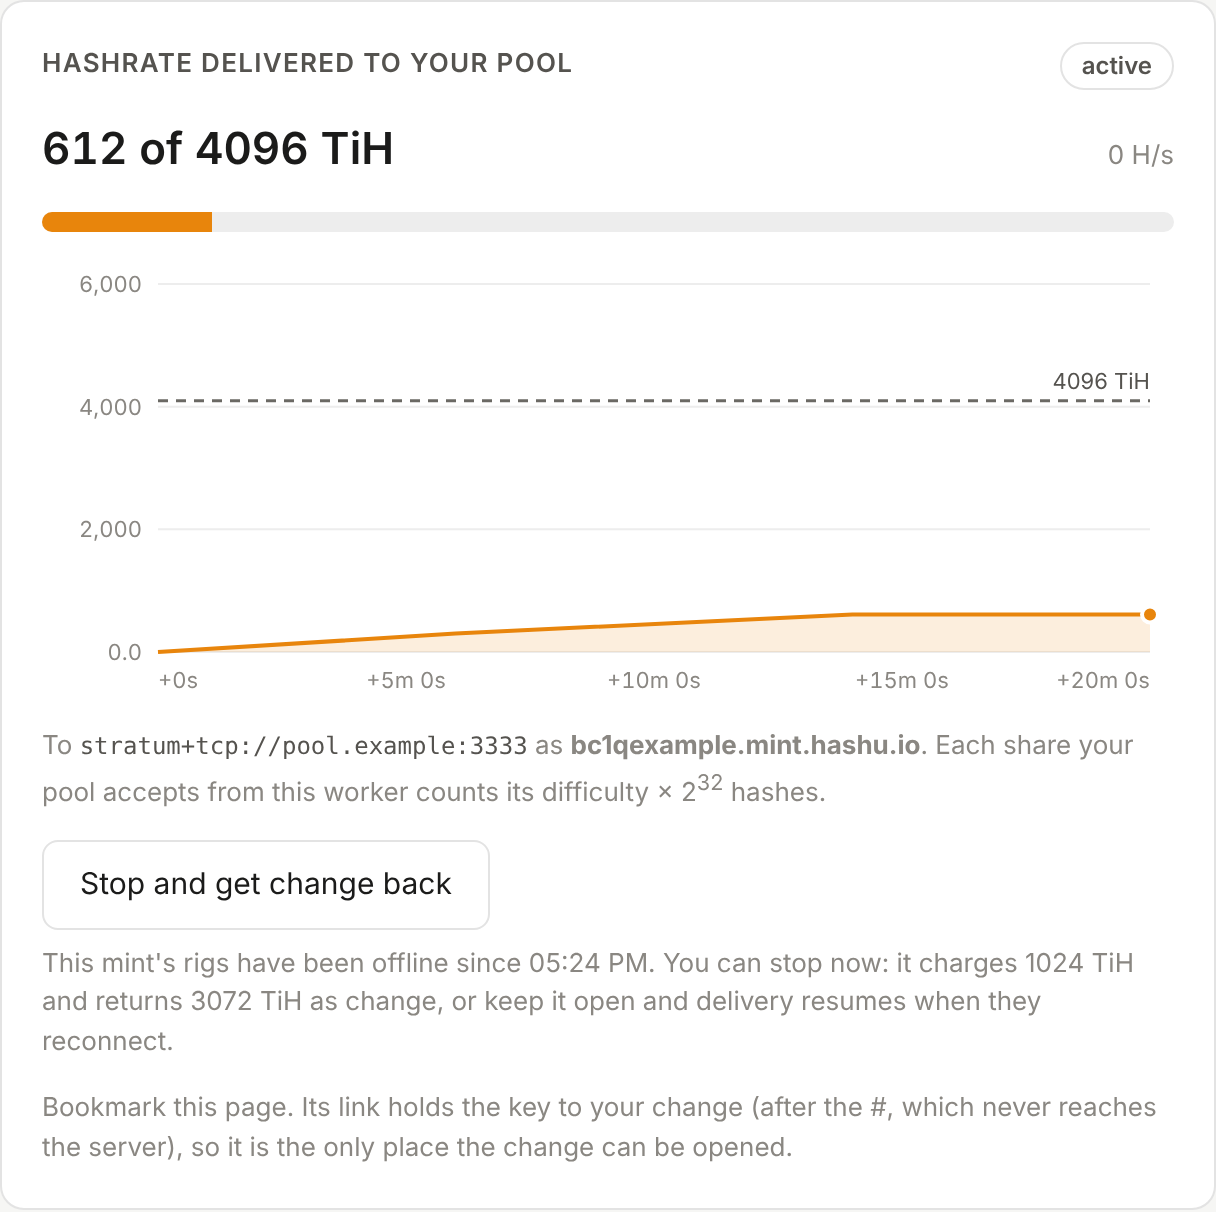 HASHRATE DELIVERED TO YOUR POOL
active
612 of 4096 TiH
0 H/s
6,000
4096 TiH
4,000
2,000
0.0
+0s +5m 0s +10m 0s +15m 0s +20m 0s
To stratum+tcp://pool.example:3333 as bc1qexample.mint.hashu.io. Each share your
pool accepts from this worker counts its difficulty × 2³² hashes.
Stop and get change back
This mint's rigs have been offline since 05:24 PM. You can stop now: it charges 1024 TiH
and returns 3072 TiH as change, or keep it open and delivery resumes when they
reconnect.
Bookmark this page. Its link holds the key to your change (after the #, which never reaches
the server), so it is the only place the change can be opened.